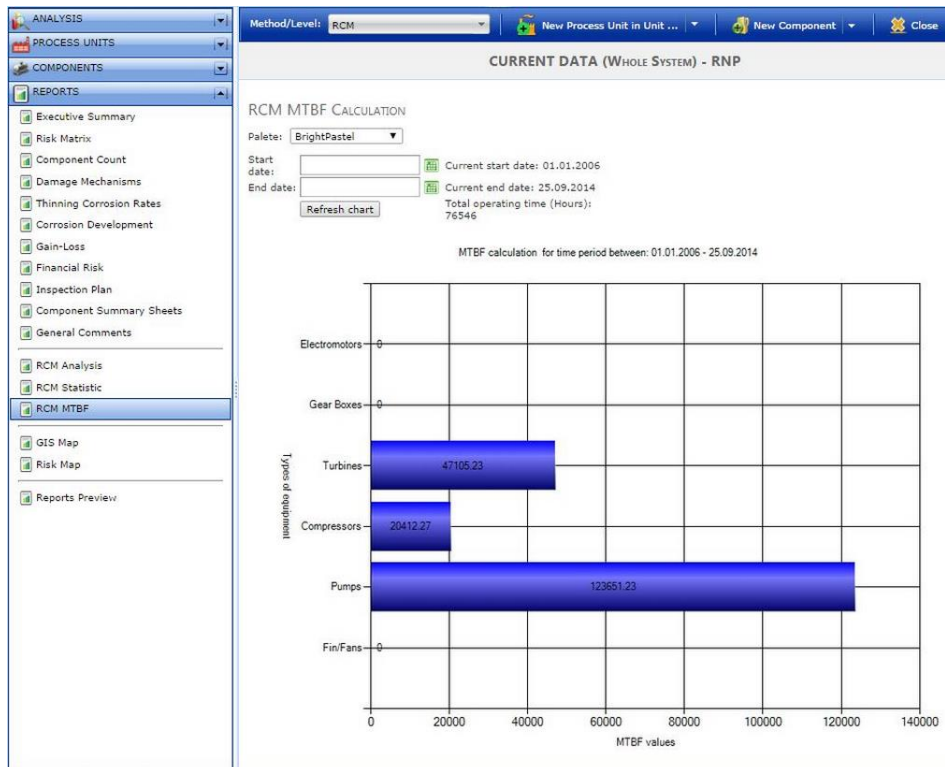 ANALYSIS
PROCESS UNITS
COMPONENTS
REPORTS
Executive Summary
Risk Matrix
Component Count
Damage Mechanisms
Thinning Corrosion Rates
Corrosion Development
Gain-Loss
Financial Risk
Inspection Plan
Component Summary Sheets
General Comments
RCM Analysis
RCM Statistic
RCM MTBF
GIS Map
Risk Map
Reports Preview
Method/Level: RCM New Process Unit in Unit ... New Component Close
CURRENT DATA (WHOLE SYSTEM) - RNP
RCM MTBF CALCULATION
Palete: BrightPastel
Start date: Current start date: 01.01.2006
End date: Current end date: 25.09.2014
Refresh chart Total operating time (Hours):
76546
MTBF calculation for time period between: 01.01.2006 - 25.09.2014
Types of equipment
Electromotors 0
Gear Boxes 0
Turbines 47105.23
Compressors 20412.27
Pumps 123651.23
Fin/Fans 0
0 20000 40000 60000 80000 100000 120000 140000
MTBF values